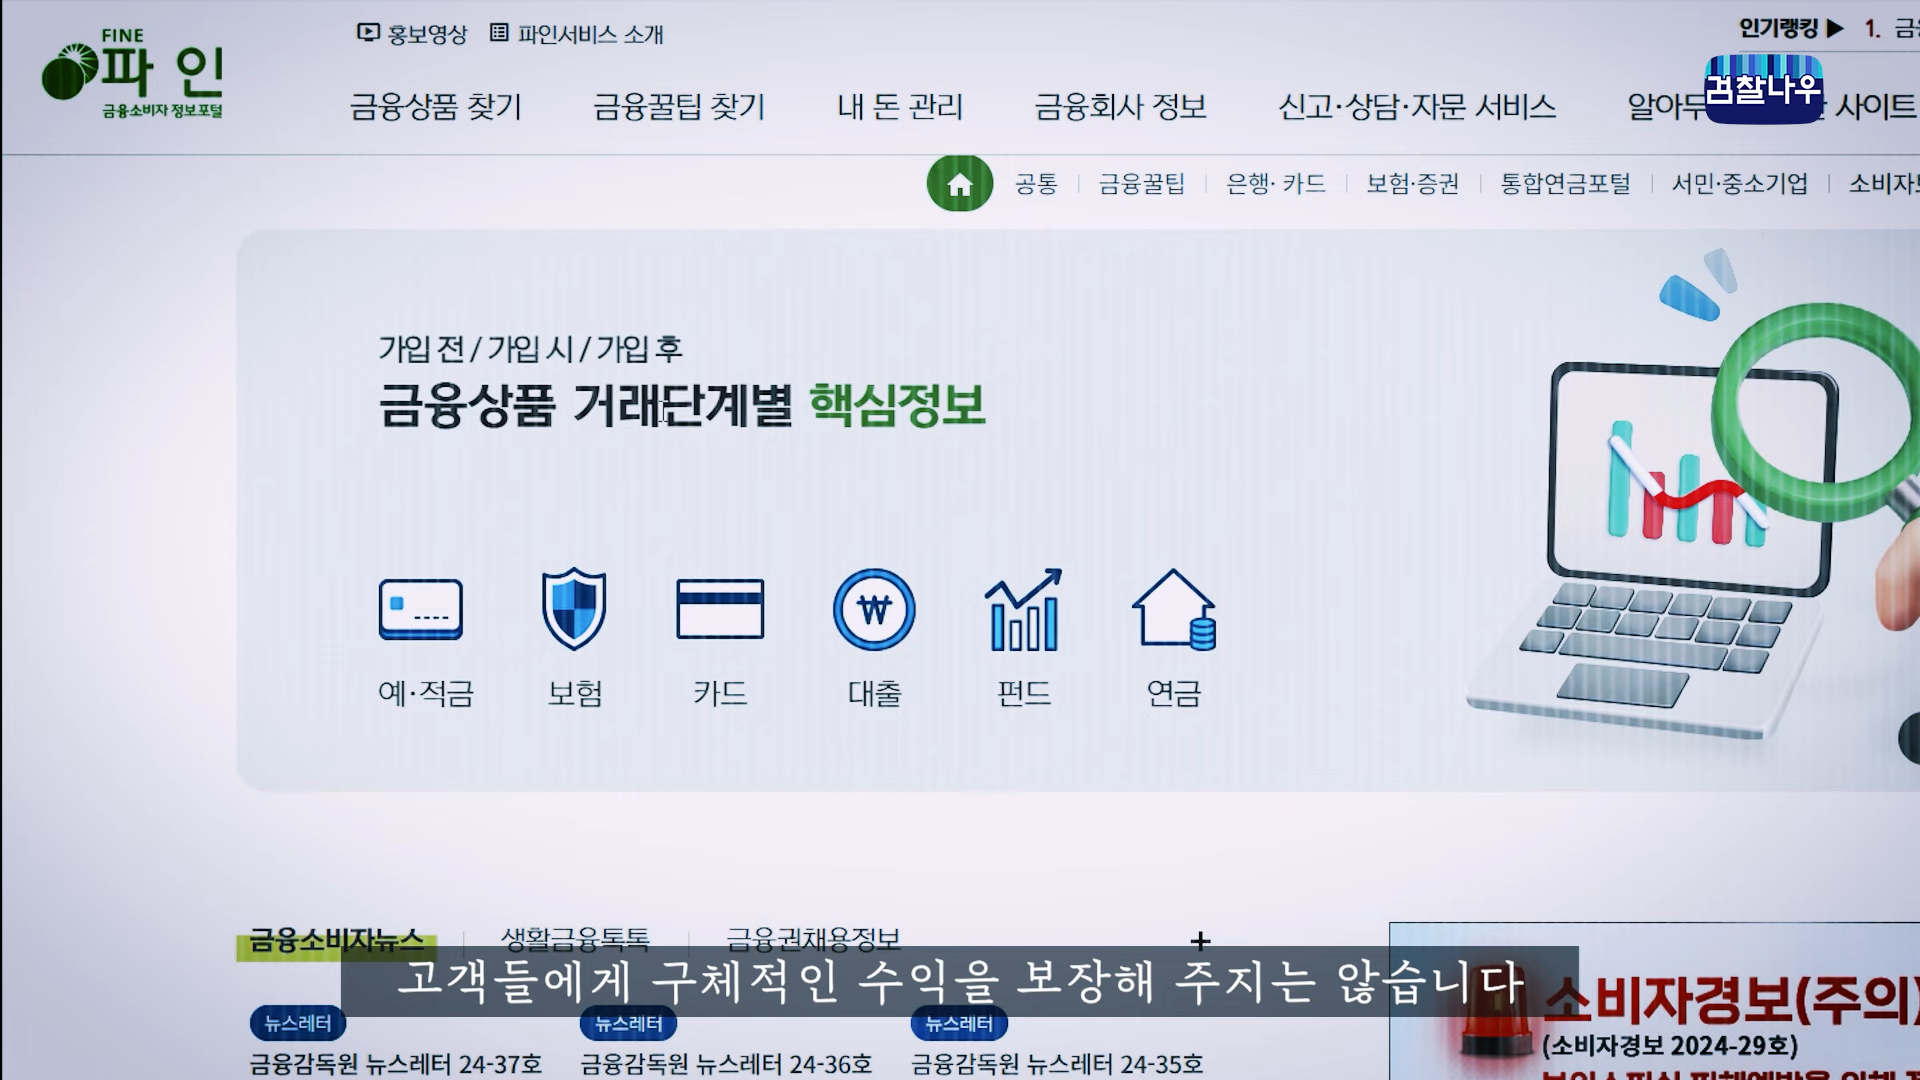 FINE
파인
금융소비자 정보포털
홍보영상 파인서비스 소개
인기랭킹 ▶ 1.
검찰나우
금융상품 찾기 금융꿀팁 찾기 내 돈 관리 금융회사 정보 신고·상담·자문 서비스 사이트
공통 금융꿀팁 은행· 카드 보험·증권 통합연금포털 서민·중소기업
가입 전 / 가입 시 / 가입 후
금융상품 거래단계별 핵심정보
예·적금 보험 카드 대출 펀드 연금
금융소비자뉴스 생활금융톡톡 금융권채용정보 +
고객들에게 구체적인 수익을 보장해 주지는 않습니다
뉴스레터 뉴스레터 뉴스레터
금융감독원 뉴스레터 24-37호 금융감독원 뉴스레터 24-36호 금융감독원 뉴스레터 24-35호
소비자경보(주의)
(소비자경보 2024-29호)